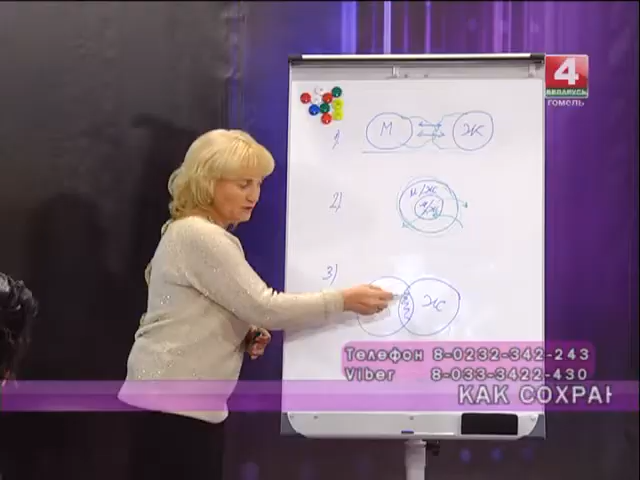 4
БЕЛАРУСЬ
ГОМЕЛЬ
1)
М
Ж
2)
М/Ж
3)
Ж
Телефон 8-0232-342-243
Viber 8-033-3422-430
КАК СОХРАН